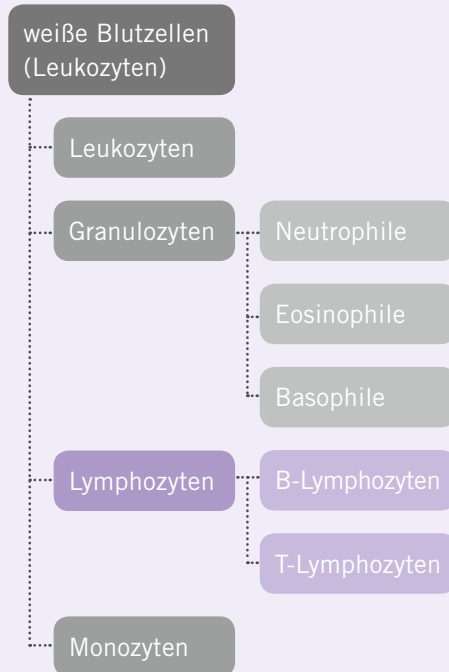 weiße Blutzellen
(Leukozyten)
Leukozyten
Granulozyten
Neutrophile
Eosinophile
Basophile
Lymphozyten
B-Lymphozyten
T-Lymphozyten
Monozyten